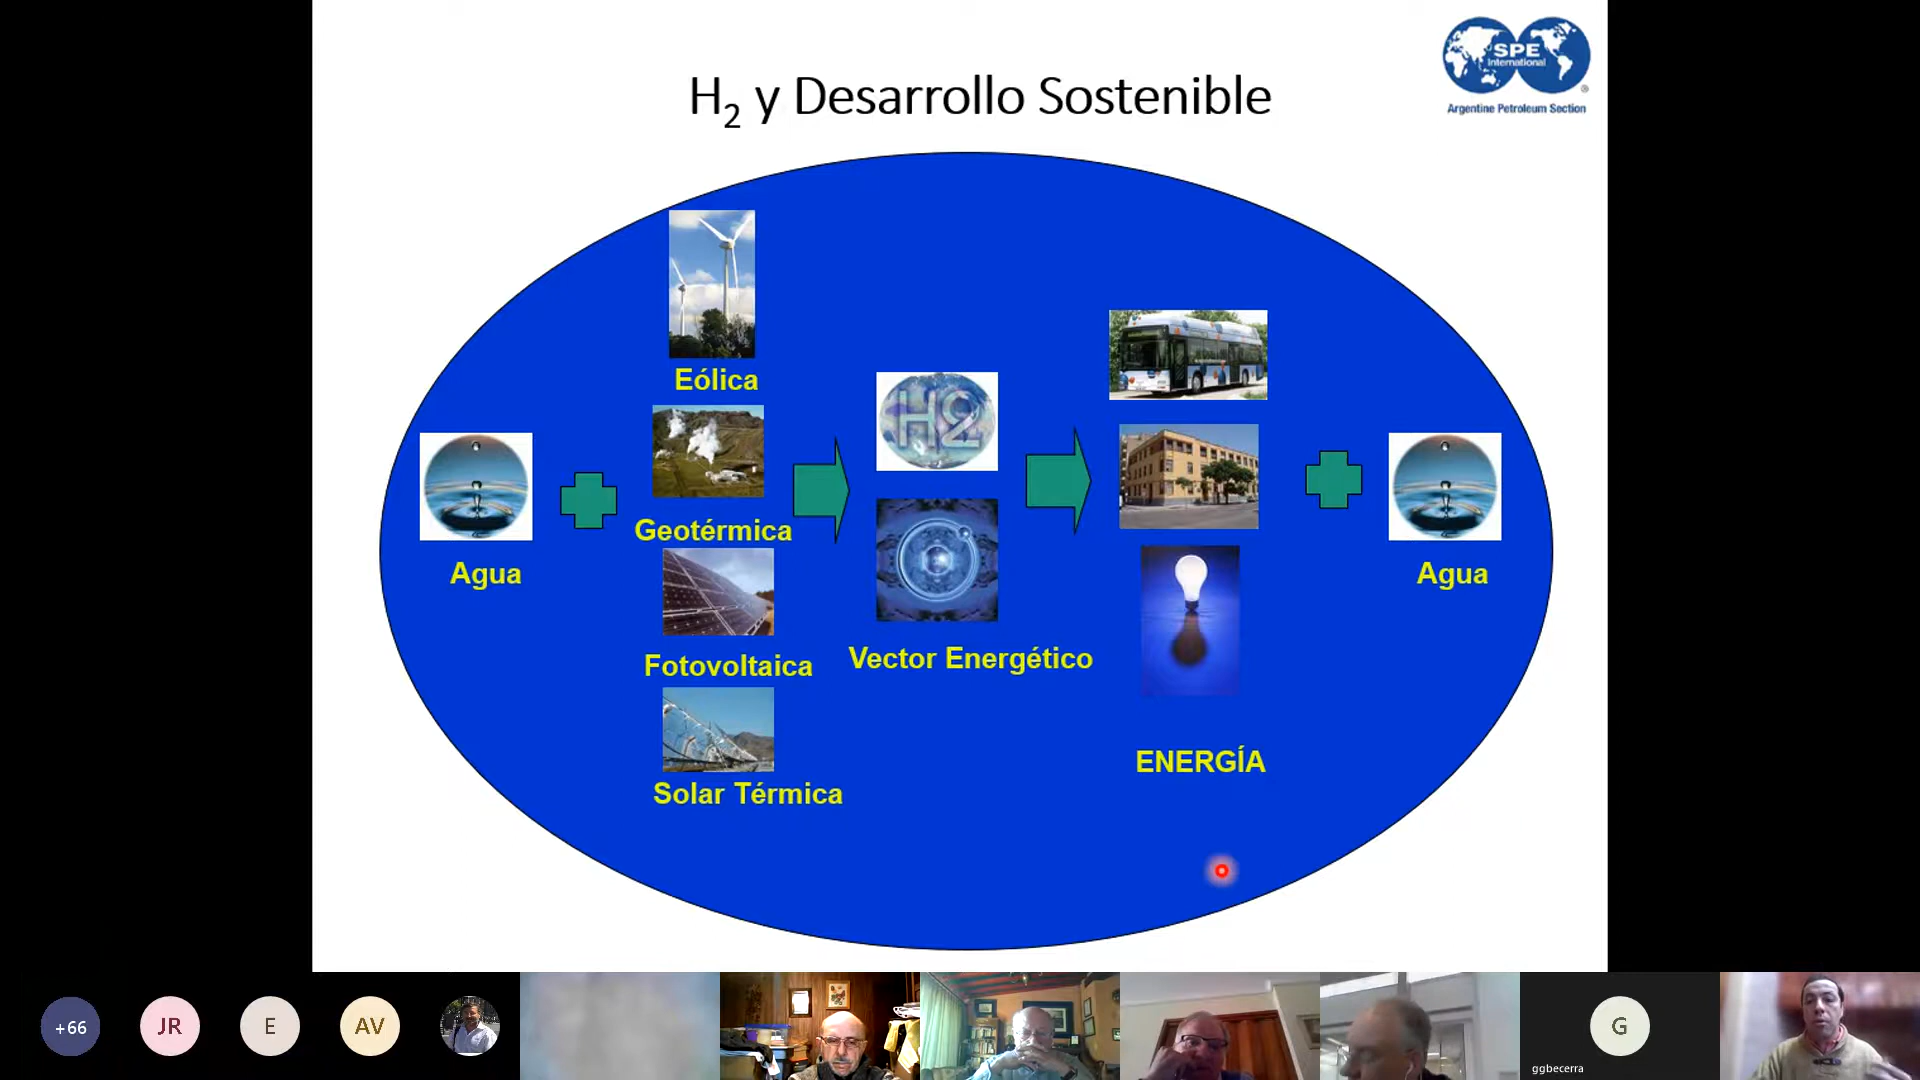 H₂ y Desarrollo Sostenible
SPE
International
®
Argentine Petroleum Section
Eólica
Geotérmica
Fotovoltaica
Solar Térmica
Agua
H2
Vector Energético
ENERGÍA
Agua
+66
JR
E
AV
G
ggbecerra